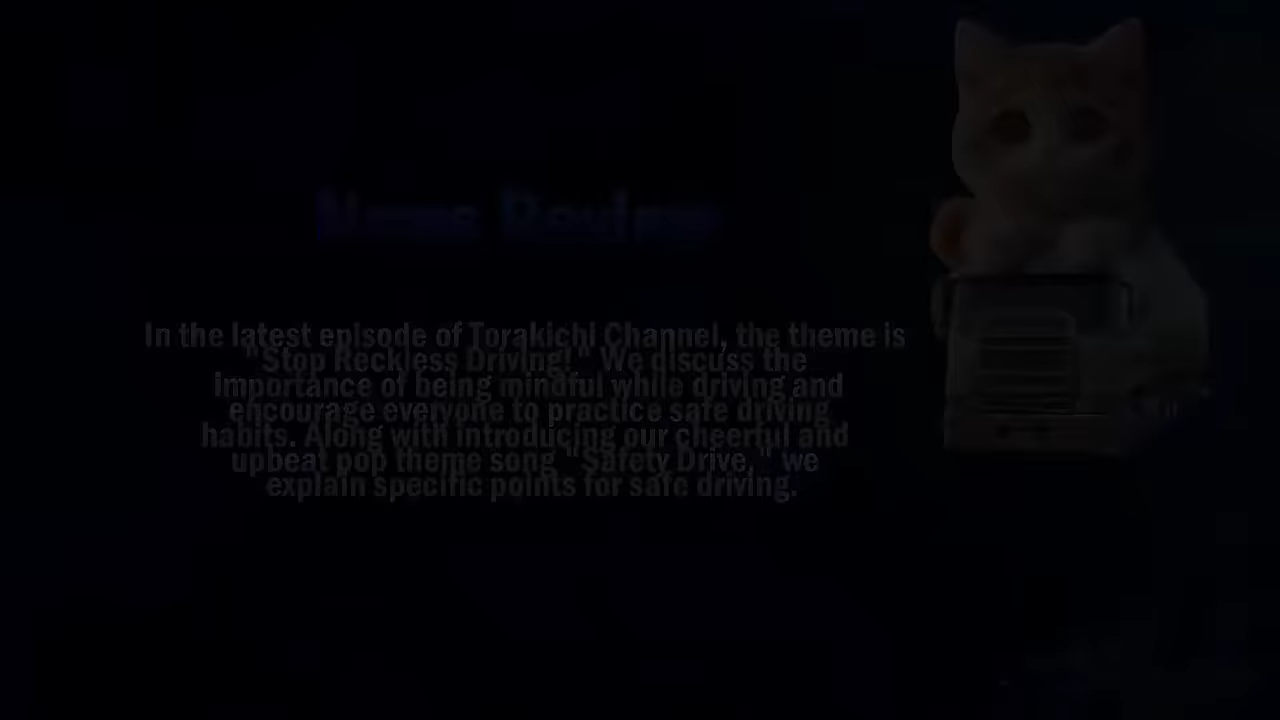 News Review
In the latest episode of Torakichi Channel, the theme is
"Stop Reckless Driving!" We discuss the
importance of being mindful while driving and
encourage everyone to practice safe driving
habits. Along with introducing our cheerful and
upbeat pop theme song "Safety Drive," we
explain specific points for safe driving.